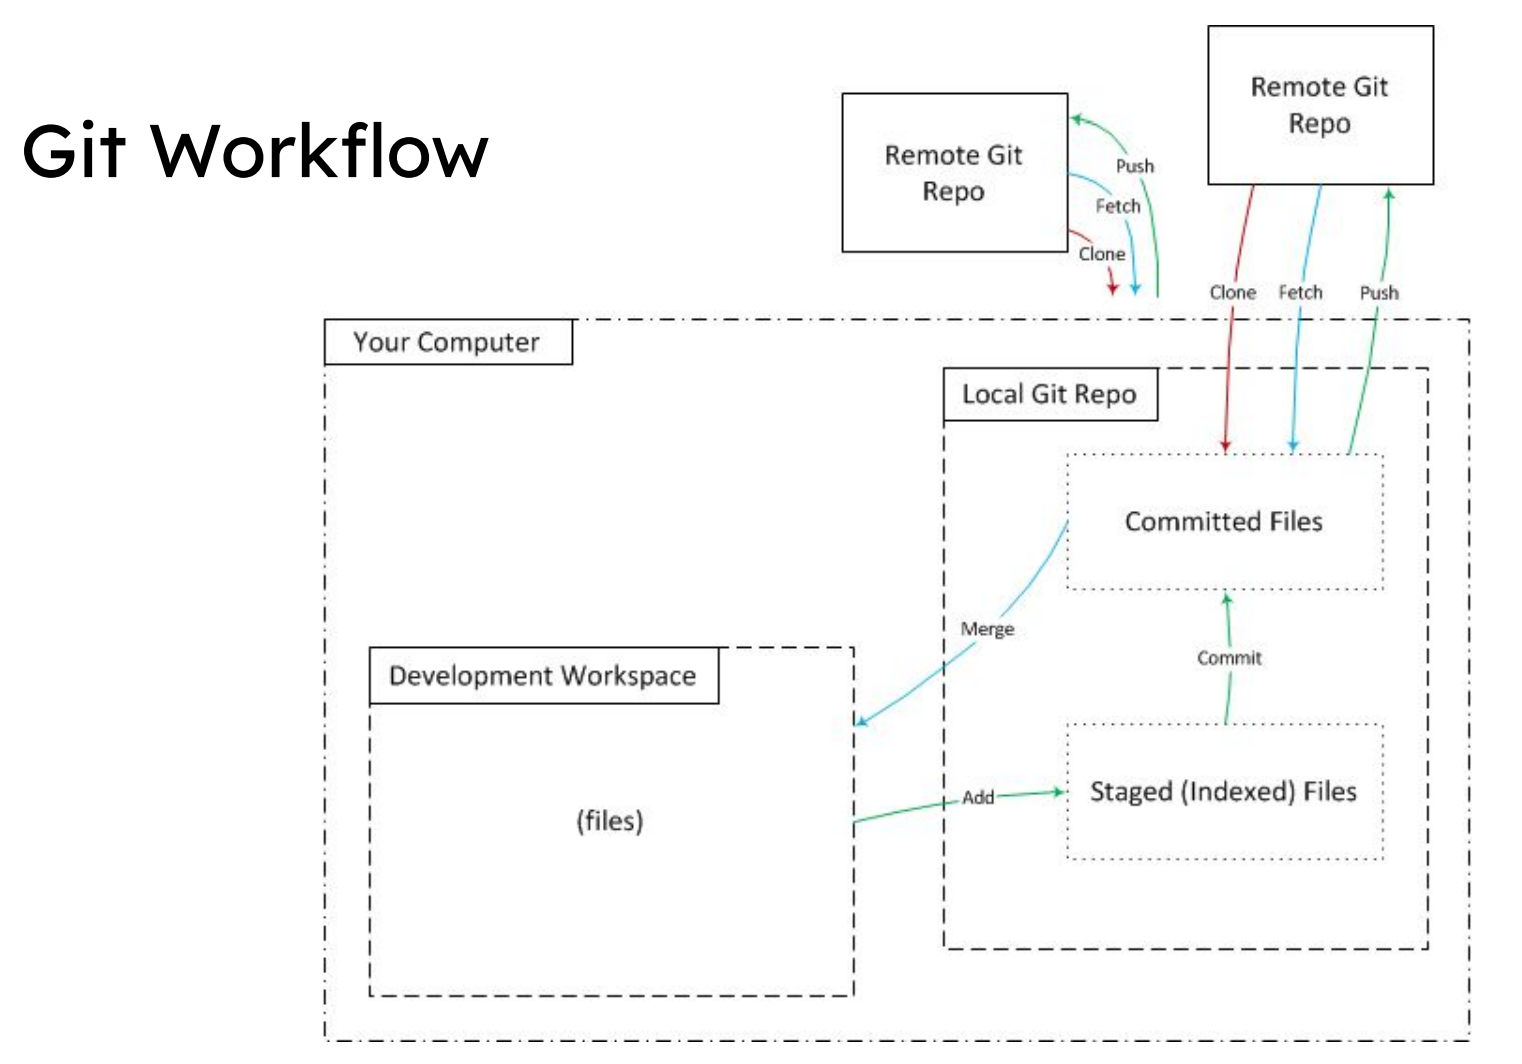 Git Workflow
Remote Git
Repo
Push
Fetch
Clone
Remote Git
Repo
Clone
Fetch
Push
Your Computer
Local Git Repo
Committed Files
Merge
Commit
Development Workspace
(files)
Add
Staged (Indexed) Files